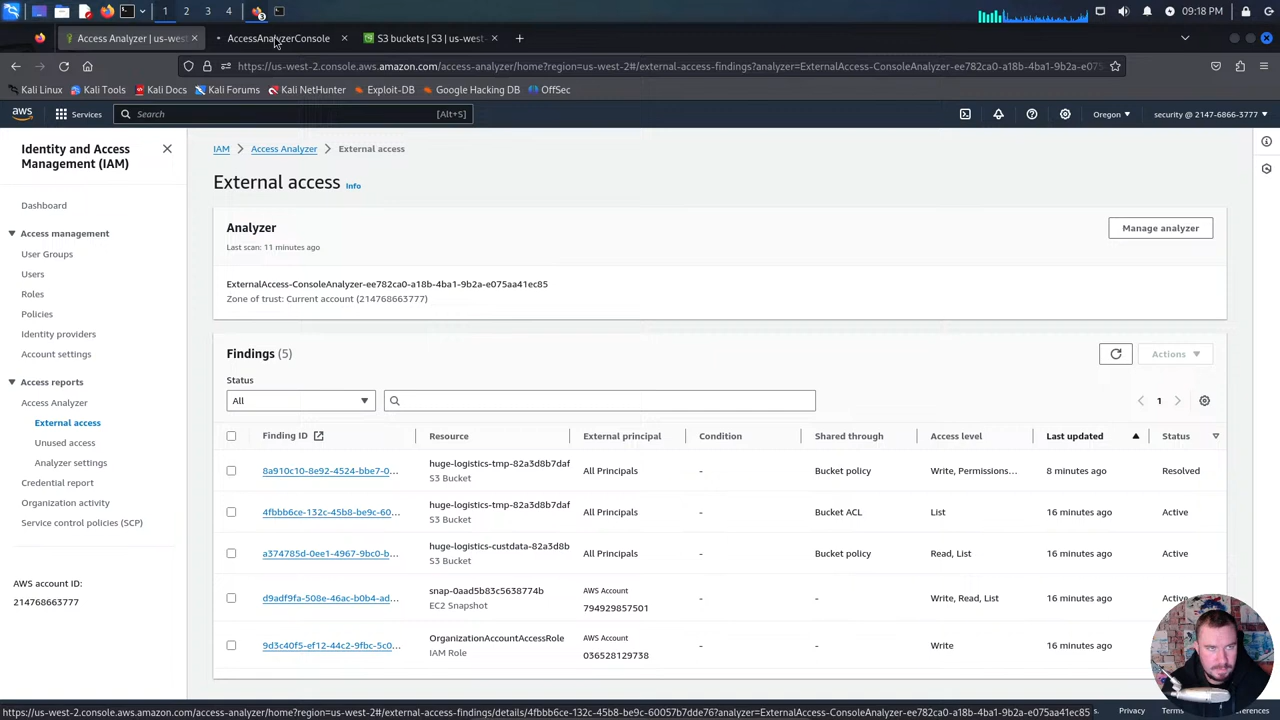 1 2 3 4
09:18 PM
Access Analyzer | us-west-
AccessAnalyzerConsole
S3 buckets | S3 | us-west-
https://us-west-2.console.aws.amazon.com/access-analyzer/home?region=us-west-2#/external-access-findings?analyzer=ExternalAccess-ConsoleAnalyzer-ee782ca0-a18b-4ba1-9b2a-e075aa41ec85
Kali Linux Kali Tools Kali Docs Kali Forums Kali NetHunter Exploit-DB Google Hacking DB OffSec
aws Services Search [Alt+S] Oregon security @ 2147-6866-3777
Identity and Access
Management (IAM)
Dashboard
Access management
User Groups
Users
Roles
Policies
Identity providers
Account settings
Access reports
Access Analyzer
External access
Unused access
Analyzer settings
Credential report
Organization activity
Service control policies (SCP)
AWS account ID:
214768663777
IAM > Access Analyzer > External access
External access Info
Analyzer
Last scan: 11 minutes ago
Manage analyzer
ExternalAccess-ConsoleAnalyzer-ee782ca0-a18b-4ba1-9b2a-e075aa41ec85
Zone of trust: Current account (214768663777)
Findings (5)
Actions
Status
All
1
Finding ID Resource External principal Condition Shared through Access level Last updated Status
8a910c10-8e92-4524-bbe7-0... huge-logistics-tmp-82a3d8b7daf All Principals - Bucket policy Write, Permissions... 8 minutes ago Resolved
S3 Bucket
4fbbb6ce-132c-45b8-be9c-60... huge-logistics-tmp-82a3d8b7daf All Principals - Bucket ACL List 16 minutes ago Active
S3 Bucket
a374785d-0ee1-4967-9bc0-b... huge-logistics-custdata-82a3d8b All Principals - Bucket policy Read, List 16 minutes ago Active
S3 Bucket
d9adf9fa-508e-46ac-b0b4-ad... snap-0aad5b83c5638774b AWS Account - - Write, Read, List 16 minutes ago Active
EC2 Snapshot 794929857501
9d3c40f5-ef12-44c2-9fbc-5c0... OrganizationAccountAccessRole AWS Account - - Write 16 minutes ago
IAM Role 036528129738
https://us-west-2.console.aws.amazon.com/access-analyzer/home?region=us-west-2#/external-access-findings/details/4fbbb6ce-132c-45b8-be9c-60057b7dde76?analyzer=ExternalAccess-ConsoleAnalyzer-ee782ca0-a18b-4ba1-9b2a-e075aa41ec85
Privacy Terms